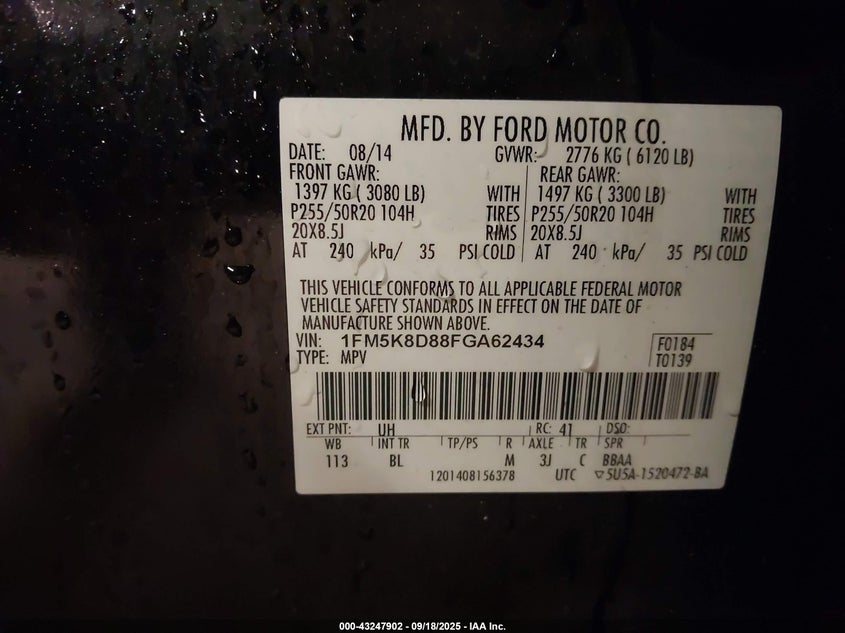 MFD. BY FORD MOTOR CO.
DATE: 08/14 GVWR: 2776 KG ( 6120 LB)
FRONT GAWR: REAR GAWR:
1397 KG ( 3080 LB) WITH 1497 KG ( 3300 LB) WITH
P255/50R20 104H TIRES P255/50R20 104H TIRES
20X8.5J RIMS 20X8.5J RIMS
AT 240 kPa/ 35 PSI COLD AT 240 kPa/ 35 PSI COLD
THIS VEHICLE CONFORMS TO ALL APPLICABLE FEDERAL MOTOR
VEHICLE SAFETY STANDARDS IN EFFECT ON THE DATE OF
MANUFACTURE SHOWN ABOVE.
VIN: 1FM5K8D88FGA62434 F0184
TYPE: MPV T0139
EXT PNT: UH RC: 41 DSO:
WB INT TR TP/PS R AXLE TR SPR
113 BL M 3J C BBAA
1201408156378 UTC ▽5U5A-1520472-BA
000-43247902 - 09/18/2025 - IAA Inc.